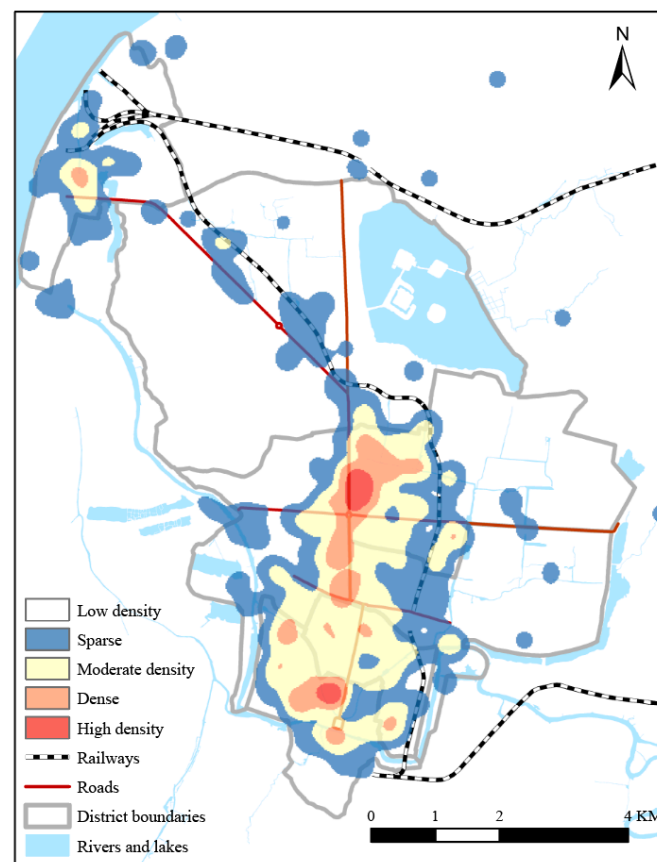 N
Low density
Sparse
Moderate density
Dense
High density
Railways
Roads
District boundaries
Rivers and lakes
0 1 2 4 KM